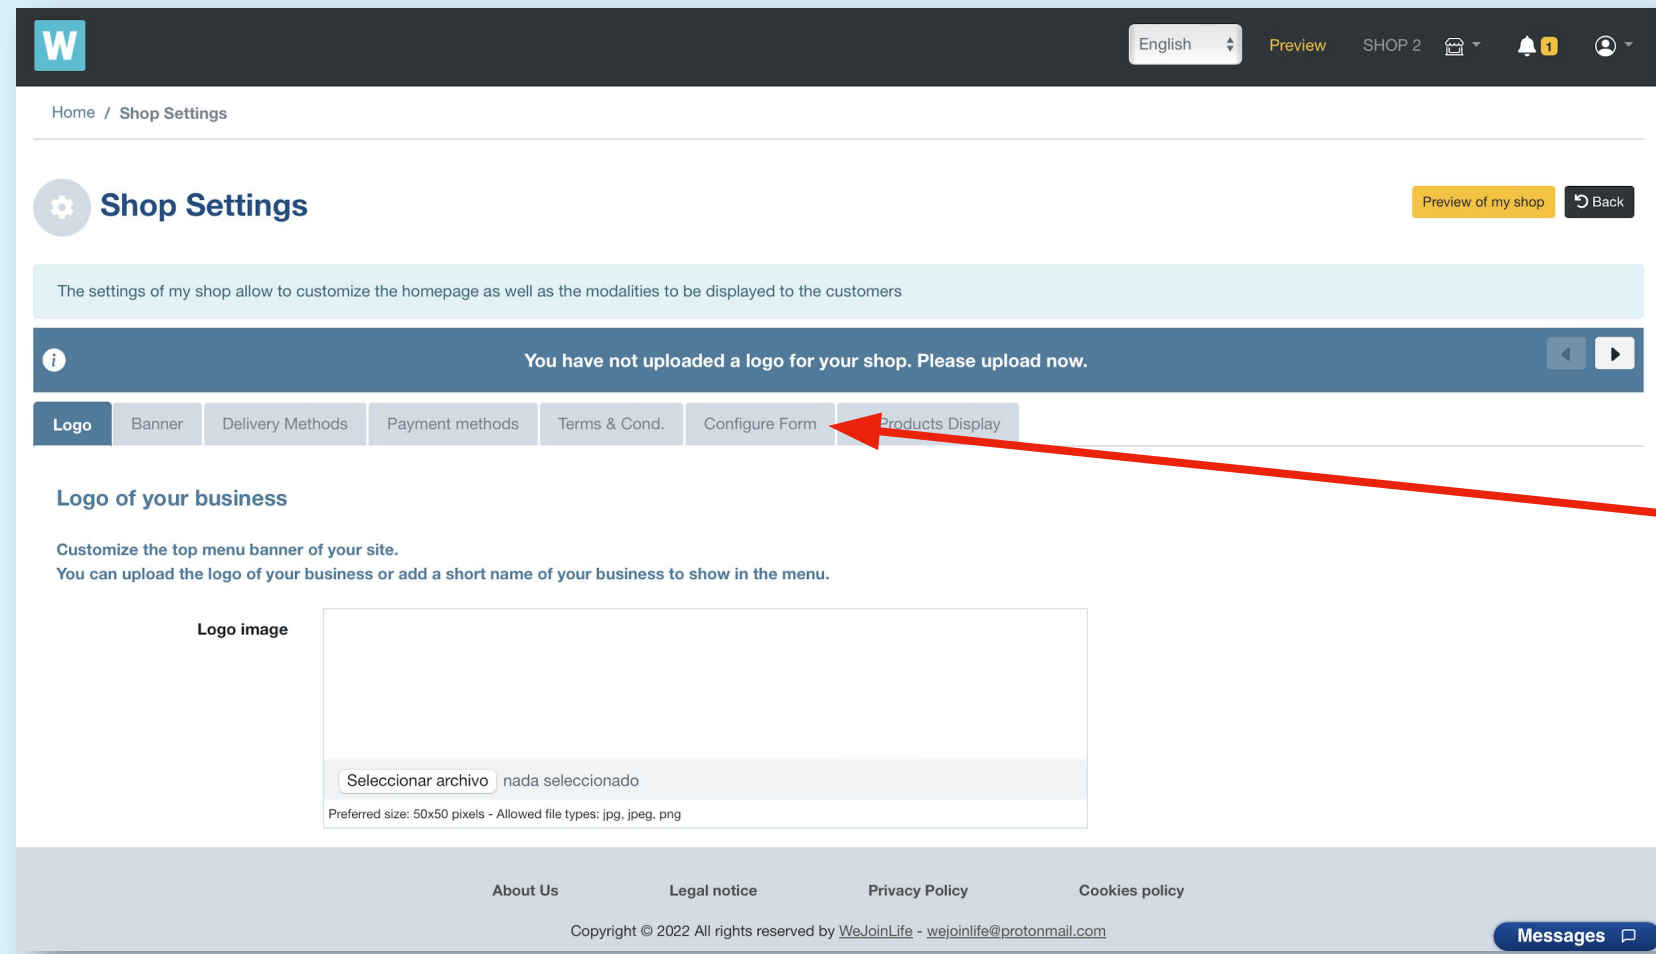 W
English Preview SHOP 2 1
Home / Shop Settings
Shop Settings
Preview of my shop Back
The settings of my shop allow to customize the homepage as well as the modalities to be displayed to the customers
i You have not uploaded a logo for your shop. Please upload now.
Logo Banner Delivery Methods Payment methods Terms & Cond. Configure Form Products Display
Logo of your business
Customize the top menu banner of your site.
You can upload the logo of your business or add a short name of your business to show in the menu.
Logo image
Seleccionar archivo nada seleccionado
Preferred size: 50x50 pixels - Allowed file types: jpg, jpeg, png
About Us Legal notice Privacy Policy Cookies policy
Copyright © 2022 All rights reserved by WeJoinLife - wejoinlife@protonmail.com
Messages